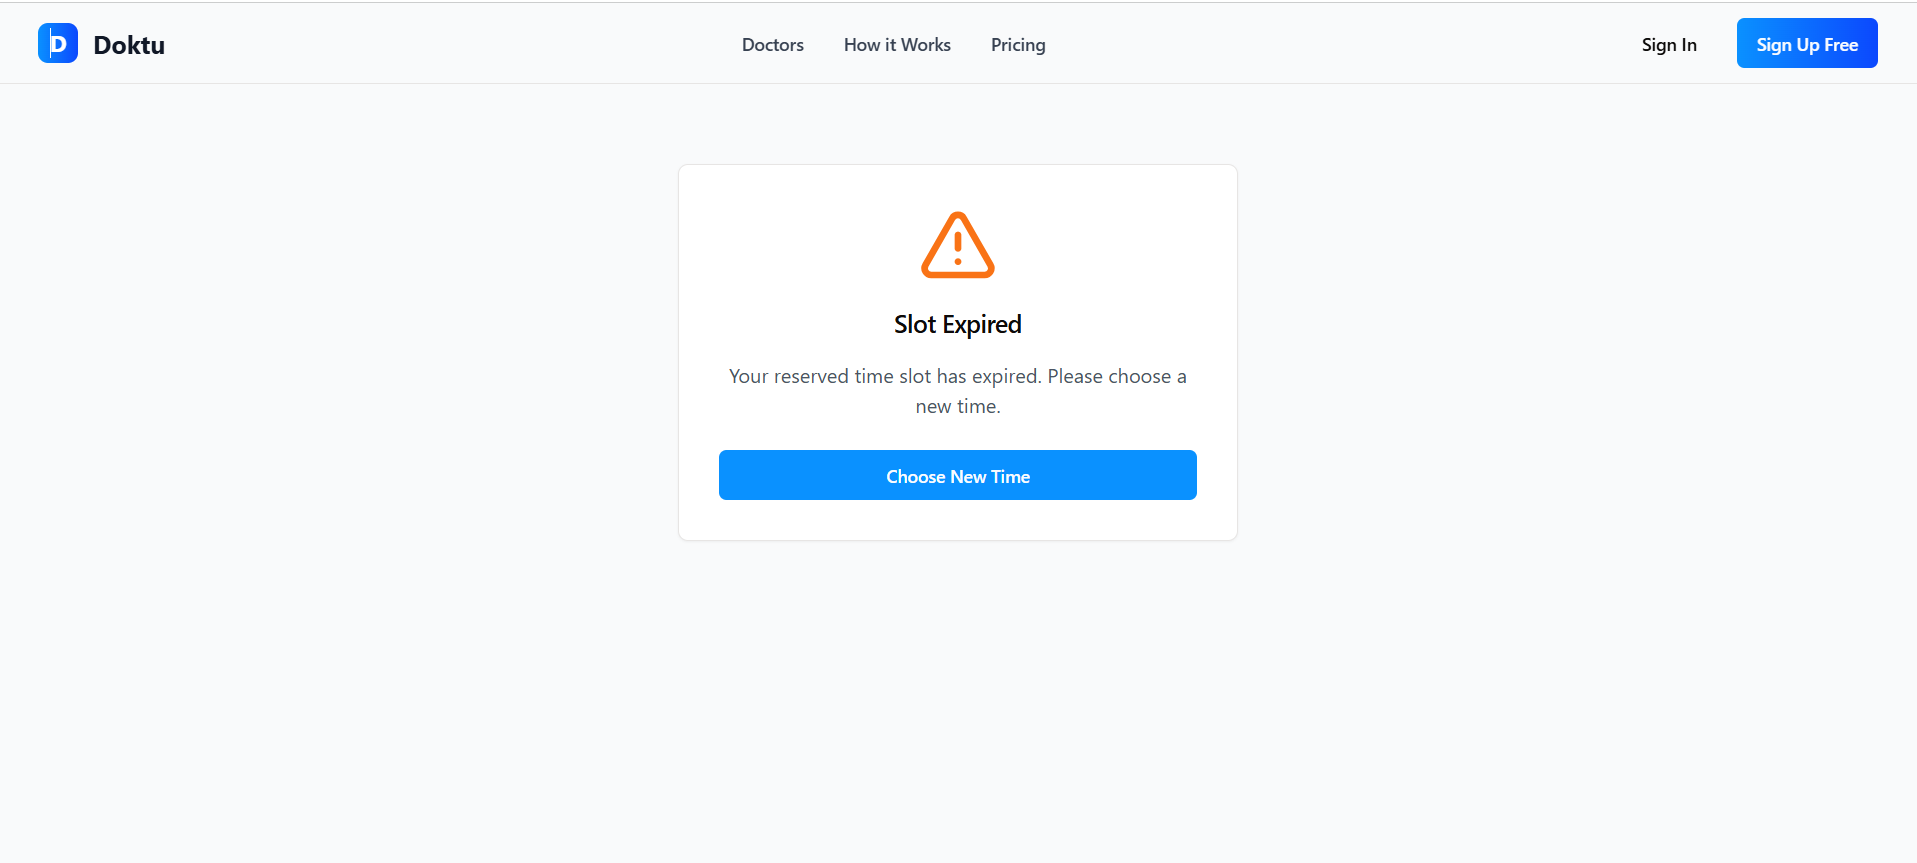 D Doktu
Doctors How it Works Pricing
Sign In Sign Up Free
Slot Expired
Your reserved time slot has expired. Please choose a
new time.
Choose New Time